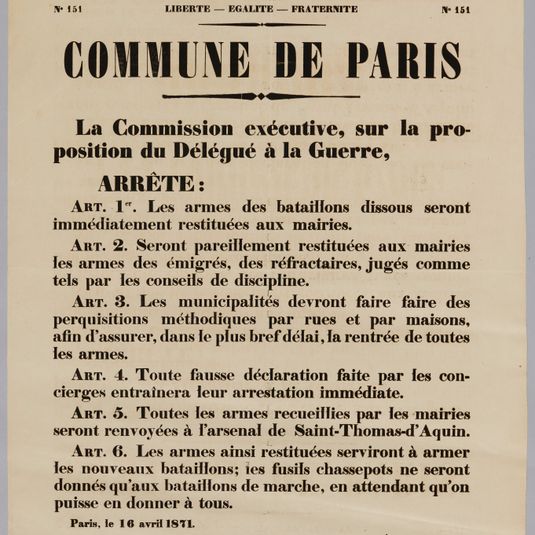 Nº 151 LIBERTE — EGALITE — FRATERNITE Nº 151
COMMUNE DE PARIS
La Commission exécutive, sur la pro-
position du Délégué à la Guerre,
ARRÊTE:
ART. 1er. Les armes des bataillons dissous seront
immédiatement restituées aux mairies.
ART. 2. Seront pareillement restituées aux mairies
les armes des émigrés, des réfractaires, jugés comme
tels par les conseils de discipline.
ART. 3. Les municipalités devront faire faire des
perquisitions méthodiques par rues et par maisons,
afin d'assurer, dans le plus bref délai, la rentrée de toutes
les armes.
ART. 4. Toute fausse déclaration faite par les con-
cierges entraînera leur arrestation immédiate.
ART. 5. Toutes les armes recueillies par les mairies
seront renvoyées à l'arsenal de Saint-Thomas-d'Aquin.
ART. 6. Les armes ainsi restituées serviront à armer
les nouveaux bataillons; les fusils chassepots ne seront
donnés qu'aux bataillons de marche, en attendant qu'on
puisse en donner à tous.
Paris, le 16 avril 1871.